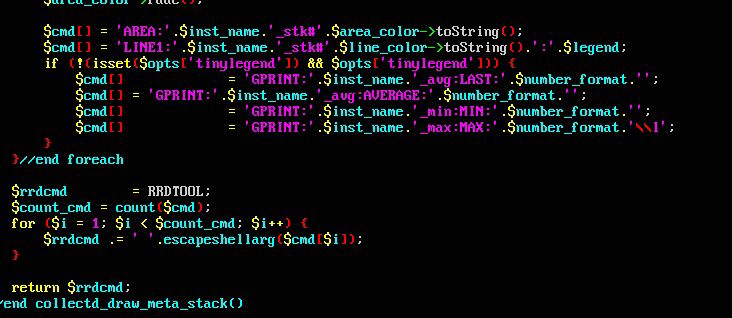 $cmd[] = 'AREA:'.$inst_name.'_stk#'.$area_color->toString();
$cmd[] = 'LINE1:'.$inst_name.'_stk#'.$line_color->toString().':'.$legend;
if (!(isset($opts['tinylegend']) && $opts['tinylegend'])) {
$cmd[] = 'GPRINT:'.$inst_name.'_avg:LAST:'.$number_format.'';
$cmd[] = 'GPRINT:'.$inst_name.'_avg:AVERAGE:'.$number_format.'';
$cmd[] = 'GPRINT:'.$inst_name.'_min:MIN:'.$number_format.'';
$cmd[] = 'GPRINT:'.$inst_name.'_max:MAX:'.$number_format.'\\l';
}
}//end foreach
$rrdcmd = RRDTOOL;
$count_cmd = count($cmd);
for ($i = 1; $i < $count_cmd; $i++) {
$rrdcmd .= ' '.escapeshellarg($cmd[$i]);
}
return $rrdcmd;
/end collectd_draw_meta_stack()